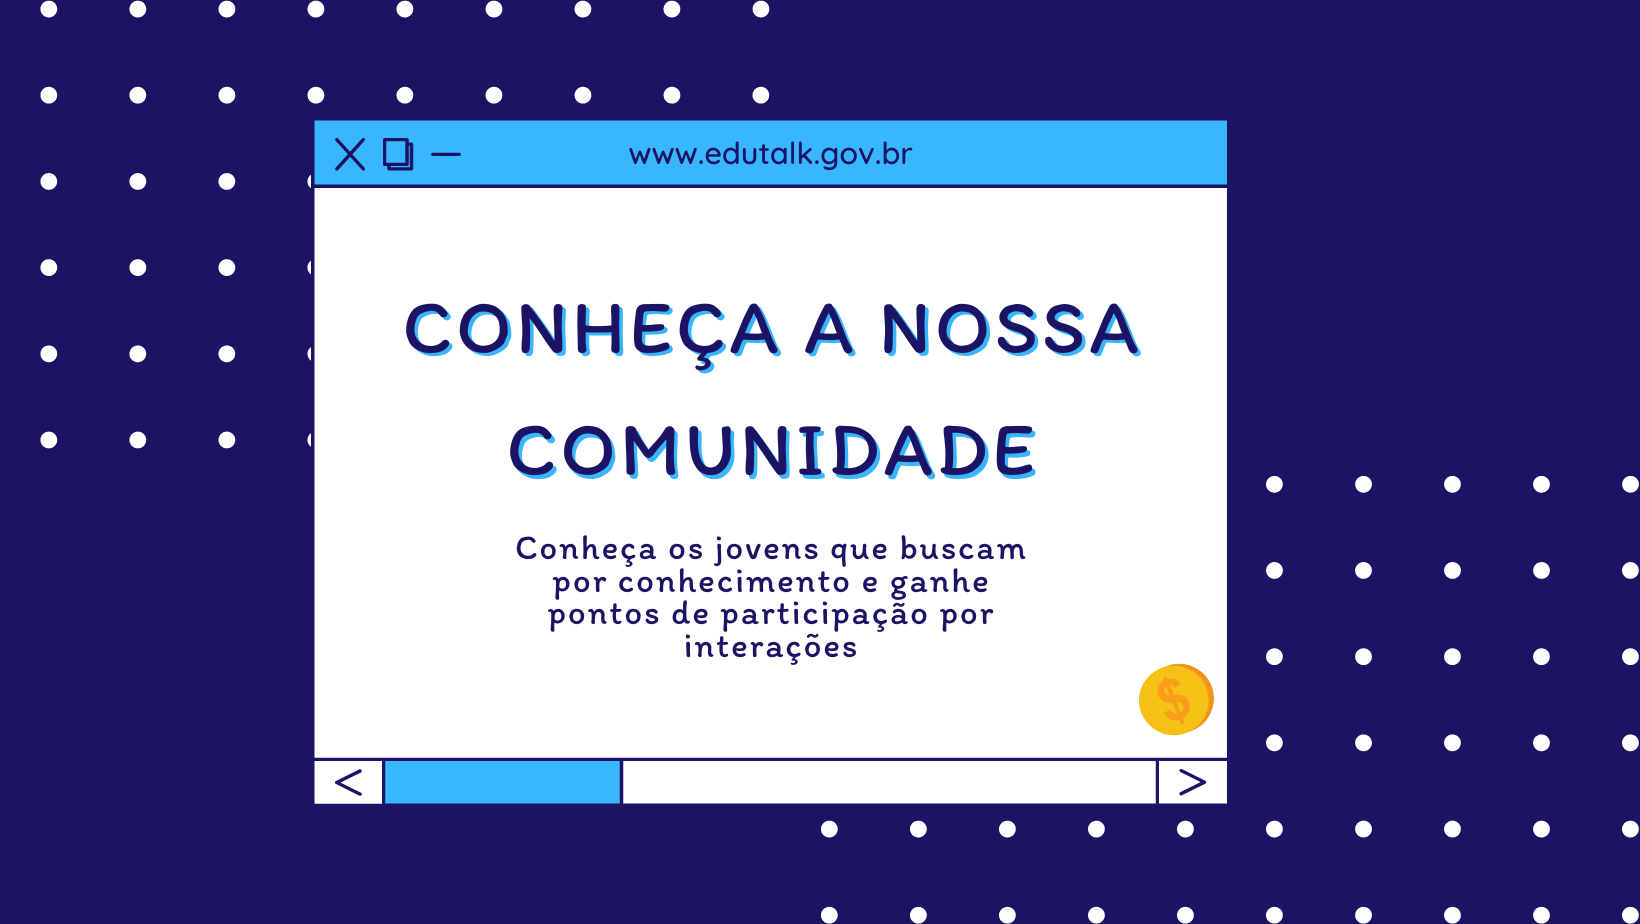 www.edutalk.gov.br
CONHEÇA A NOSSA
COMUNIDADE
Conheça os jovens que buscam
por conhecimento e ganhe
pontos de participação por
interações
$